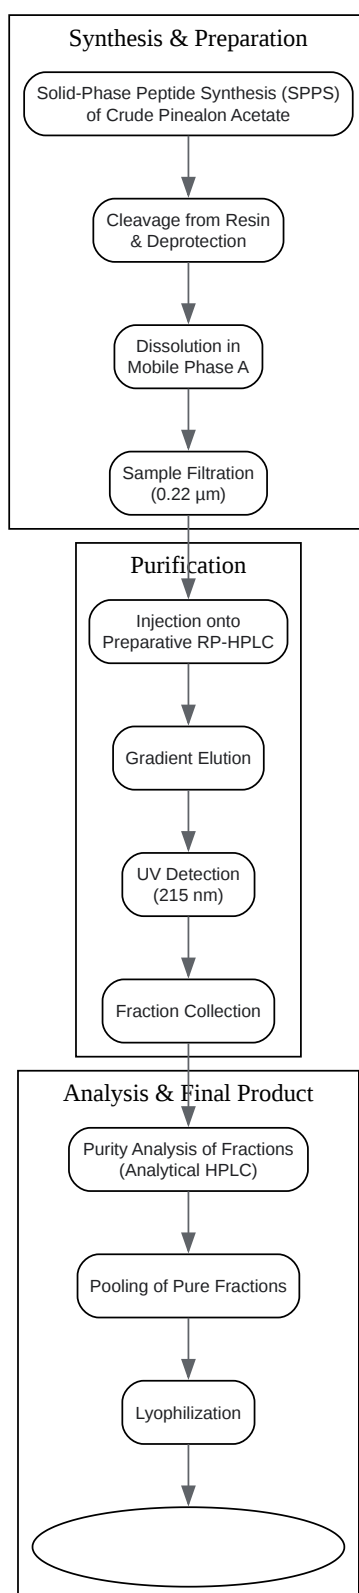 Synthesis & Preparation
Solid-Phase Peptide Synthesis (SPPS)
of Crude Pinealon Acetate
Cleavage from Resin
& Deprotection
Dissolution in
Mobile Phase A
Sample Filtration
(0.22 µm)
Purification
Injection onto
Preparative RP-HPLC
Gradient Elution
UV Detection
(215 nm)
Fraction Collection
Analysis & Final Product
Purity Analysis of Fractions
(Analytical HPLC)
Pooling of Pure Fractions
Lyophilization